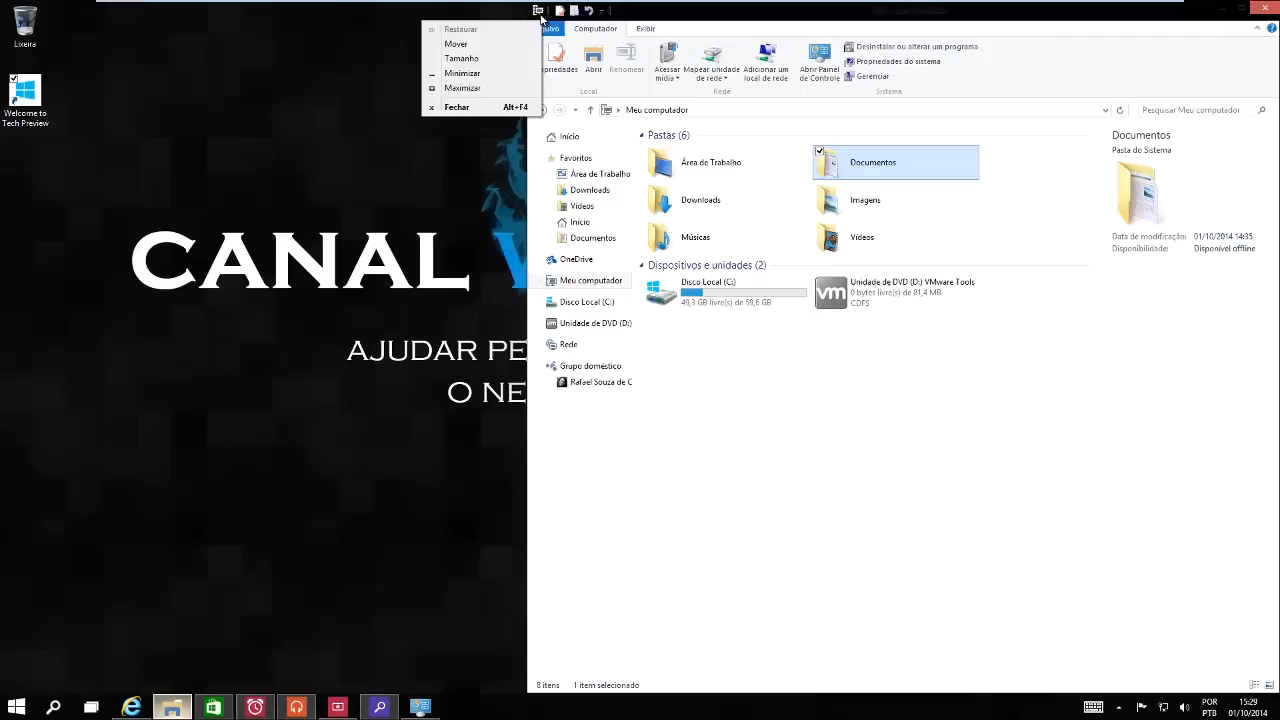 Lixeira
Welcome to
Tech Preview
Restaurar
Mover
Tamanho
Minimizar
Maximizar
Fechar Alt+F4
CANAL
AJUDAR PE
O NE
Computador Exibir
Abrir
Renomear
Acessar
mídia
Mapear unidade
de rede
Adicionar um
local de rede
Abrir Painel
de Controle
Desinstalar ou alterar um programa
Propriedades do sistema
Gerenciar
Local Rede Sistema
Meu computador
Pesquisar Meu computador
Início
Favoritos
Área de Trabalho
Downloads
Vídeos
Início
Documentos
OneDrive
Meu computador
Disco Local (C:)
Unidade de DVD (D:)
Rede
Grupo doméstico
Rafael Souza de C
Pastas (6)
Área de Trabalho
Documentos
Downloads
Imagens
Músicas
Vídeos
Dispositivos e unidades (2)
Disco Local (C:)
49,3 GB livre(s) de 59,6 GB
vm
Unidade de DVD (D:) VMware Tools
0 bytes livre(s) de 81,4 MB
CDFS
Documentos
Pasta do Sistema
Data de modificação: 01/10/2014 14:35
Disponibilidade: Disponível offline
8 itens 1 item selecionado
POR
PTB
15:29
01/10/2014